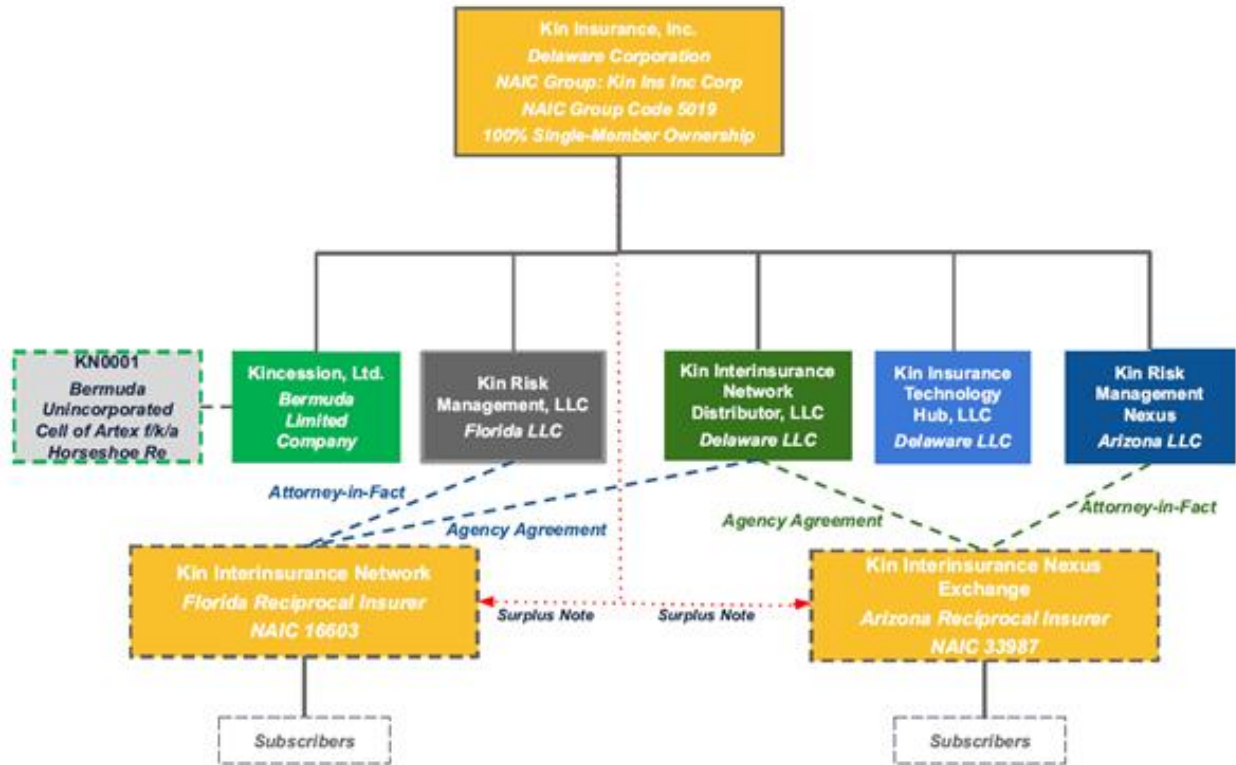 Kin Insurance, Inc.
Delaware Corporation
NAIC Group: Kin Ins Inc Corp
NAIC Group Code 5019
100% Single-Member Ownership
KN0001
Bermuda
Unincorporated
Cell of Artex f/k/a
Horseshoe Re
Kincession, Ltd.
Bermuda
Limited
Company
Kin Risk
Management, LLC
Florida LLC
Kin Interinsurance
Network
Distributor, LLC
Delaware LLC
Kin Insurance
Technology
Hub, LLC
Delaware LLC
Kin Risk
Management
Nexus
Arizona LLC
Attorney-in-Fact
Agency Agreement
Agency Agreement
Attorney-in-Fact
Kin Interinsurance Network
Florida Reciprocal Insurer
NAIC 16603
Surplus Note
Surplus Note
Kin Interinsurance Nexus
Exchange
Arizona Reciprocal Insurer
NAIC 33987
Subscribers
Subscribers